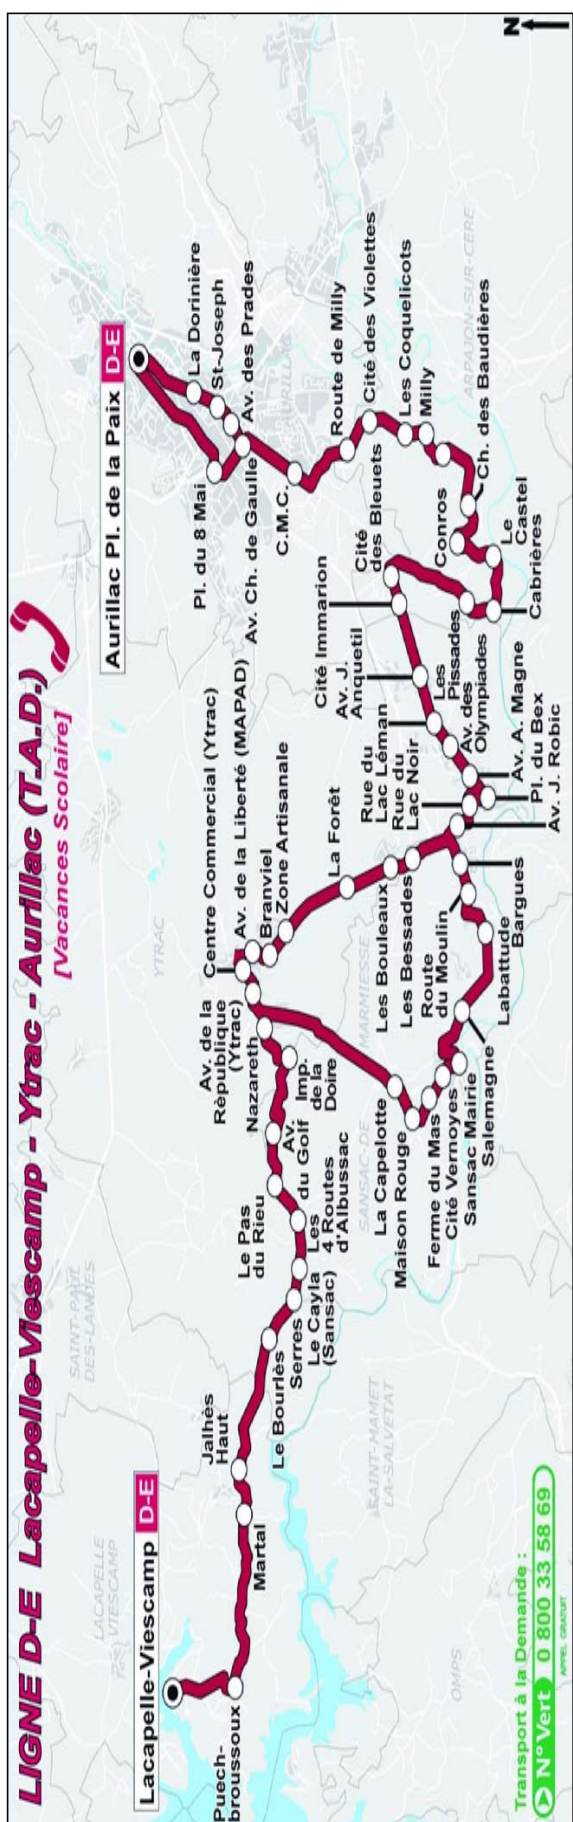 LIGNE D-E Lacapelle-Viescamp - Ytrac - Aurillac (T.A.D.)
[Vacances Scolaire]
N
Lacapelle-Viescamp D-E
Puech-
broussoux
Martal
Jalhès
Haut
Le Bourlès
Serres
Le Cayla
(Sansac)
Les
4 Routes
d'Albussac
Le Pas
du Rieu
Av.
du Golf
Imp.
de la
Doire
Nazareth
Av. de la
Rèpublique
(Ytrac)
Centre Commercial (Ytrac)
Av. de la Liberté (MAPAD)
Branviel
Zone Artisanale
La Forêt
Les Bouleaux
Les Bessades
La Capelotte
Maison Rouge
Ferme du Mas
Cité Vernoyes
Sansac Mairie
Salemagne
Labattude
Route
du Moulin
Bargues
Av. J. Robic
Pl. du Bex
Av. A. Magne
Rue du
Lac Noir
Rue du
Lac Léman
Av. des
Olympiades
Av. J.
Anquetil
Cité Immarion
Cité
des Bleuets
Les
Pissades
Cabrières
Le
Castel
Conros
Ch. des Baudières
Milly
Les Coquelicots
Cité des Violettes
Route de Milly
C.M.C.
Av. Ch. de Gaulle
Pl. du 8 Mai
Av. des Prades
St-Joseph
La Dorinière
Aurillac Pl. de la Paix D-E
LACAPELLE
VIESCAMP
SAINT-PAUL
DES-LANDES
YTRAC
SANSAC-DE
MARMIESSE
SAINT-MAMET
LA-SALVETAT
OMPS
AURILLAC
ARPAJON-SUR-CERE
Transport à la Demande :
N° Vert 0 800 33 58 69
APPEL GRATUIT